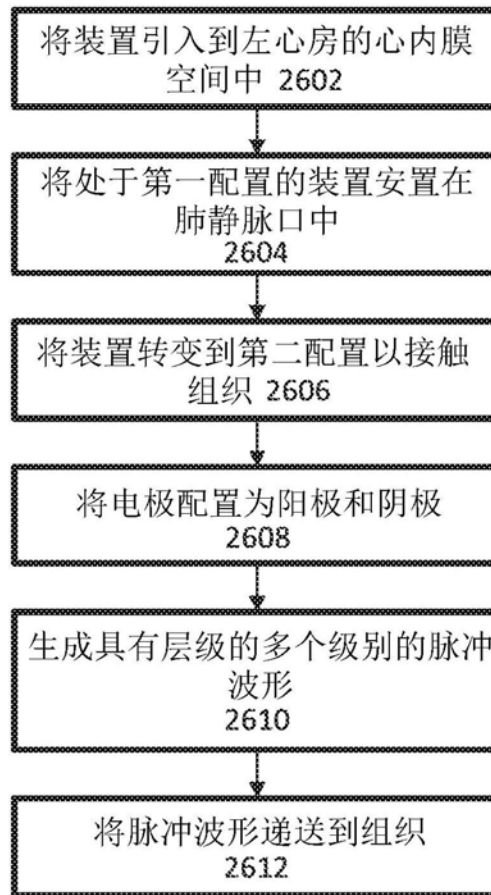 将装置引入到左心房的心内膜
空间中 2602
将处于第一配置的装置安置在
肺静脉口中
2604
将装置转变到第二配置以接触
组织 2606
将电极配置为阳极和阴极
2608
生成具有层级的多个级别的脉冲
波形
2610
将脉冲波形递送到组织
2612